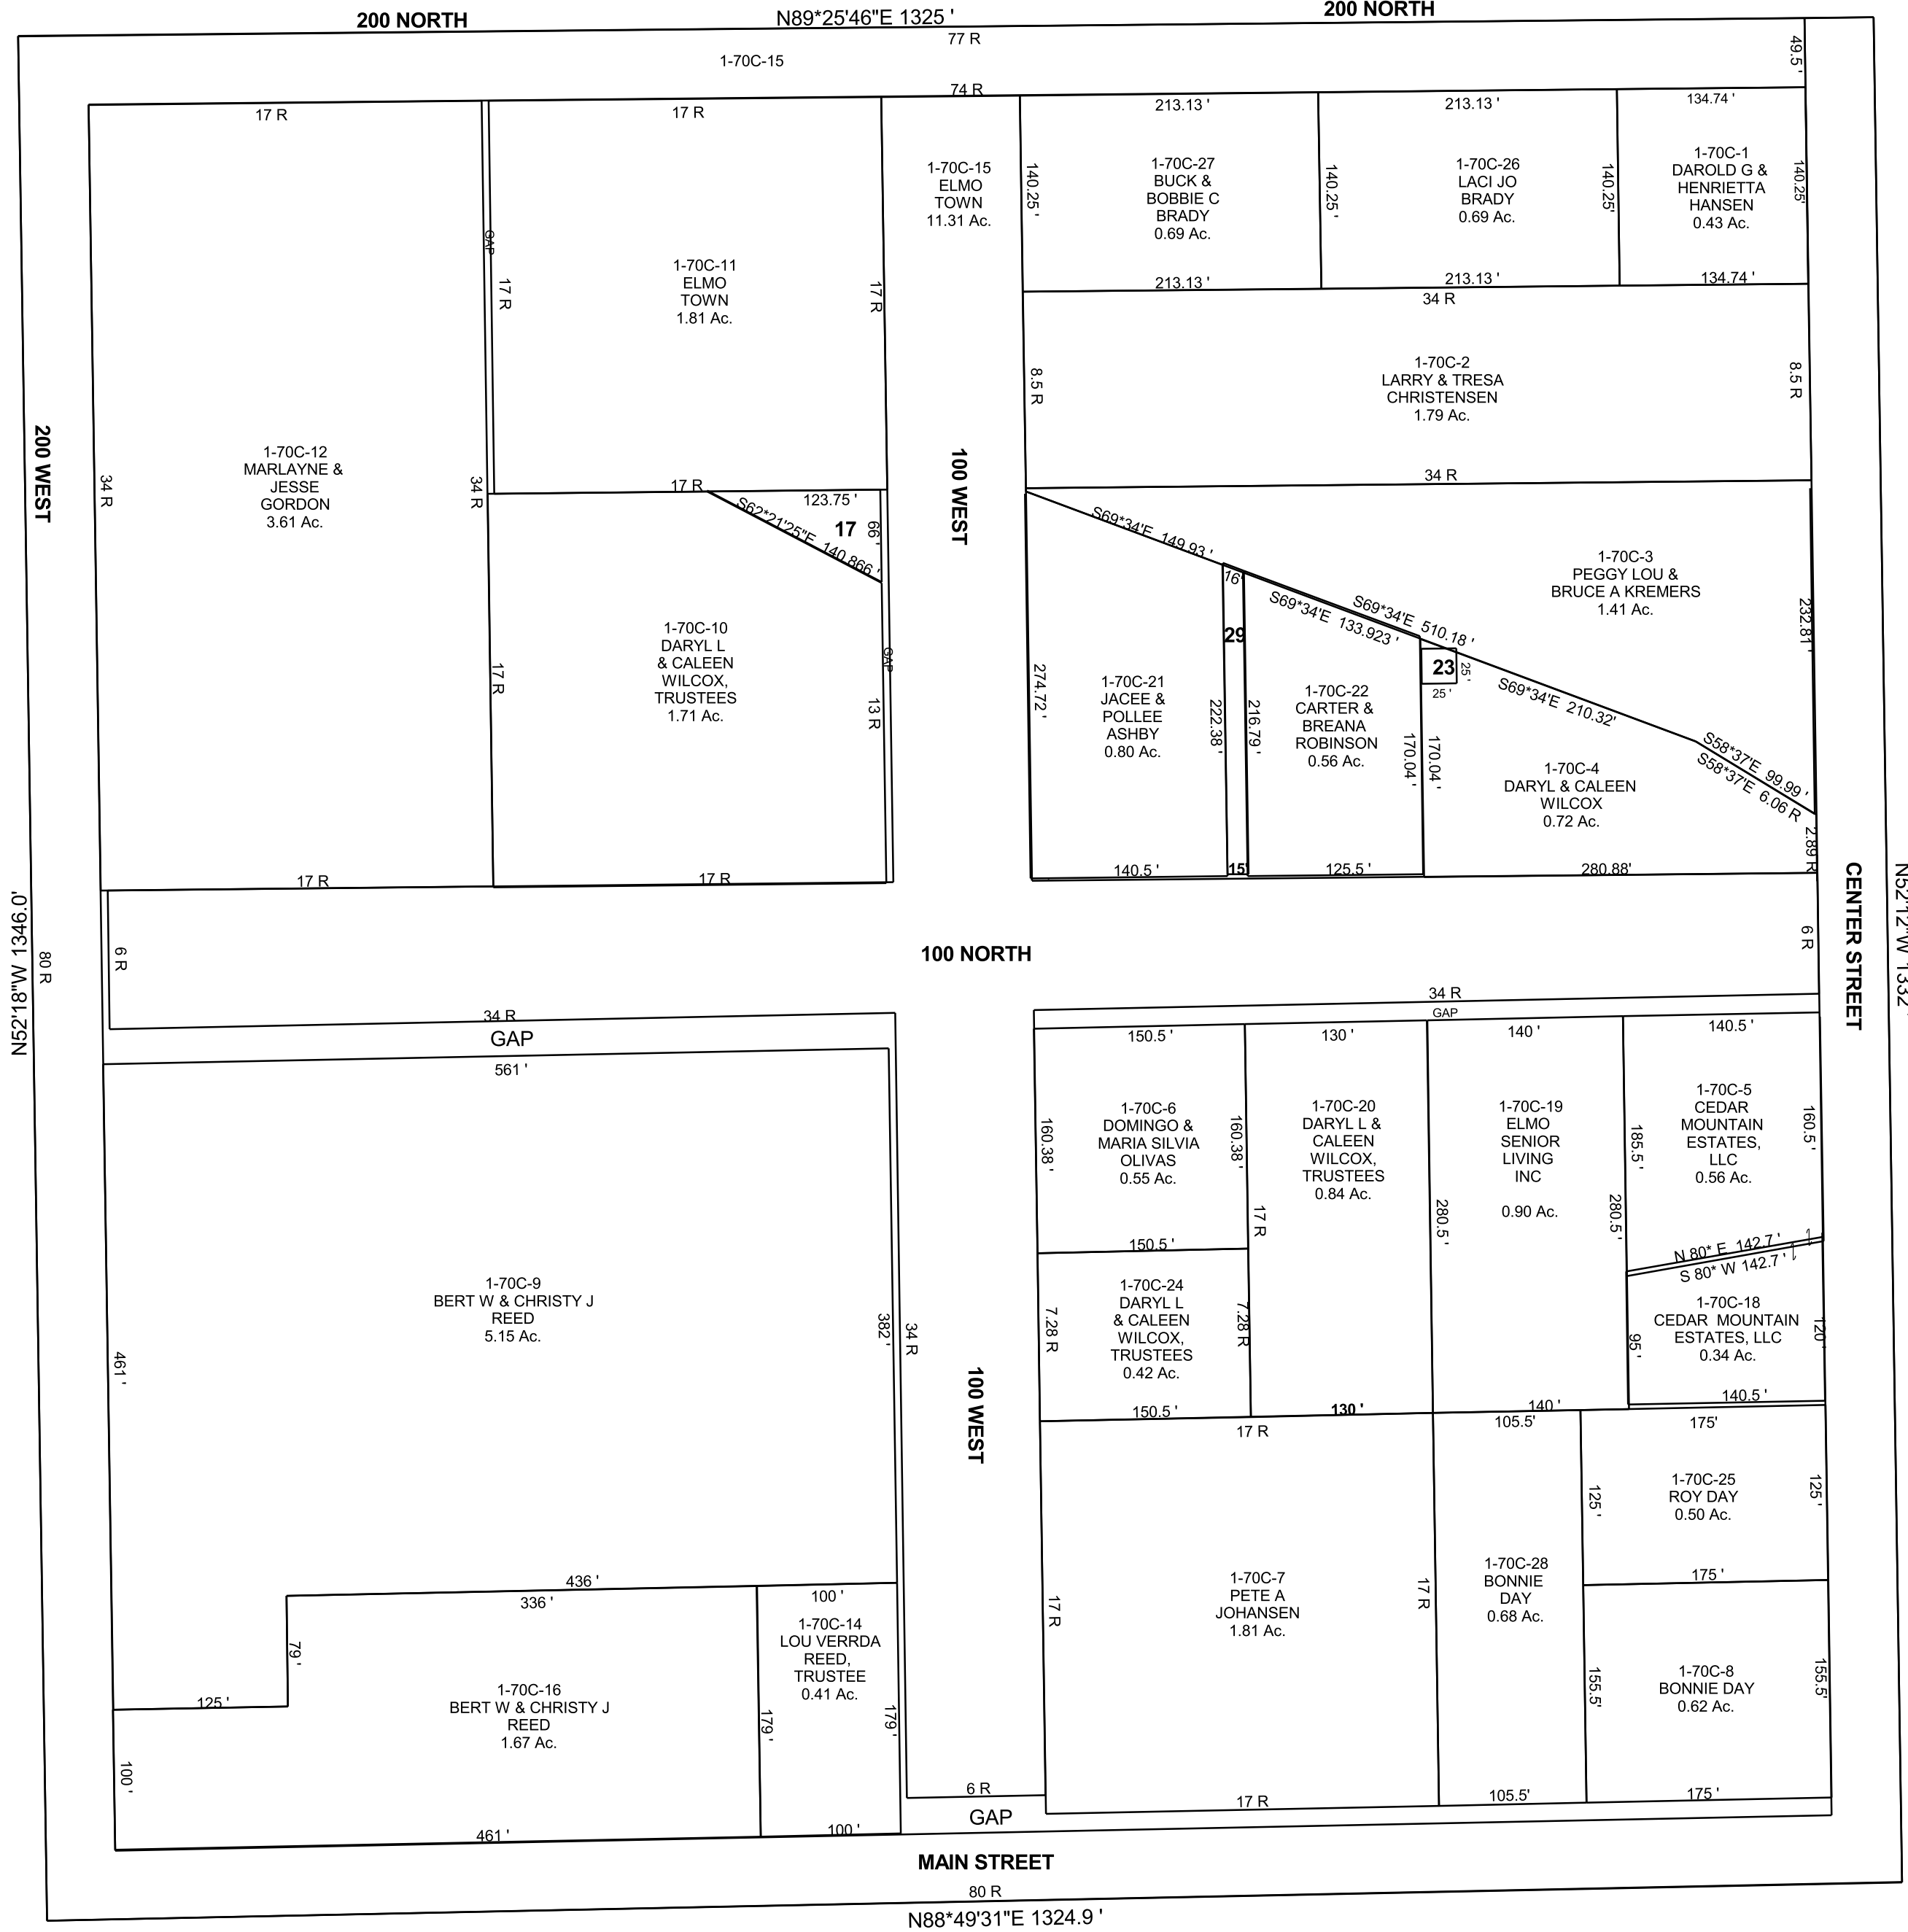 200 NORTH
N89*25'46"E 1325 '
200 NORTH
77 R
1-70C-15
49.5 '
74 R
17 R
17 R
213.13 '
213.13 '
134.74 '
1-70C-15
ELMO
TOWN
11.31 Ac.
140.25 '
1-70C-27
BUCK &
BOBBIE C
BRADY
0.69 Ac.
140.25 '
1-70C-26
LACI JO
BRADY
0.69 Ac.
140.25'
1-70C-1
DAROLD G &
HENRIETTA
HANSEN
0.43 Ac.
140.25'
GAP
17 R
1-70C-11
ELMO
TOWN
1.81 Ac.
17 R
213.13 '
213.13 '
134.74 '
34 R
8.5 R
1-70C-2
LARRY & TRESA
CHRISTENSEN
1.79 Ac.
8.5 R
34 R
200 WEST
34 R
1-70C-12
MARLAYNE &
JESSE
GORDON
3.61 Ac.
34 R
17 R
123.75 '
S62*21'25"E 140.866 '
17
66 '
100 WEST
S69*34'E 149.93 '
1-70C-3
PEGGY LOU &
BRUCE A KREMERS
1.41 Ac.
232.81 '
16'
29
S69*34'E 133.923 '
S69*34'E 510.18 '
23
25 '
25 '
S69*34'E 210.32'
S58*37'E 99.99 '
S58*37'E 6.06 R
2.89 R
17 R
1-70C-10
DARYL L
& CALEEN
WILCOX,
TRUSTEES
1.71 Ac.
GAP
13 R
274.72 '
1-70C-21
JACEE &
POLLEE
ASHBY
0.80 Ac.
222.38 '
216.79 '
1-70C-22
CARTER &
BREANA
ROBINSON
0.56 Ac.
170.04 '
170.04 '
1-70C-4
DARYL & CALEEN
WILCOX
0.72 Ac.
17 R
17 R
140.5 '
15'
125.5 '
280.88'
N52'18"W 1346.0'
80 R
6 R
100 NORTH
6 R
CENTER STREET
N52'12"W 1332 '
34 R
GAP
34 R
GAP
561 '
150.5 '
130 '
140 '
140.5 '
160.38 '
1-70C-6
DOMINGO &
MARIA SILVIA
OLIVAS
0.55 Ac.
160.38 '
17 R
1-70C-20
DARYL L &
CALEEN
WILCOX,
TRUSTEES
0.84 Ac.
280.5 '
1-70C-19
ELMO
SENIOR
LIVING
INC
0.90 Ac.
280.5 '
185.5 '
1-70C-5
CEDAR
MOUNTAIN
ESTATES,
LLC
0.56 Ac.
160.5 '
150.5 '
N 80* E 142.7 '
S 80* W 142.7 '
1-70C-9
BERT W & CHRISTY J
REED
5.15 Ac.
461 '
382 '
34 R
7.28 R
1-70C-24
DARYL L
& CALEEN
WILCOX,
TRUSTEES
0.42 Ac.
7.28 R
95 '
1-70C-18
CEDAR MOUNTAIN
ESTATES, LLC
0.34 Ac.
120'
150.5 '
130 '
140 '
140.5 '
100 WEST
17 R
105.5'
175'
125 '
1-70C-25
ROY DAY
0.50 Ac.
125 '
175 '
436 '
336 '
100 '
79 '
1-70C-14
LOU VERRDA
REED,
TRUSTEE
0.41 Ac.
17 R
1-70C-7
PETE A
JOHANSEN
1.81 Ac.
17 R
1-70C-28
BONNIE
DAY
0.68 Ac.
155.5'
1-70C-8
BONNIE DAY
0.62 Ac.
155.5'
125 '
1-70C-16
BERT W & CHRISTY J
REED
1.67 Ac.
179 '
179 '
100 '
6 R
GAP
17 R
105.5'
175 '
461 '
100 '
MAIN STREET
80 R
N88*49'31"E 1324.9 '